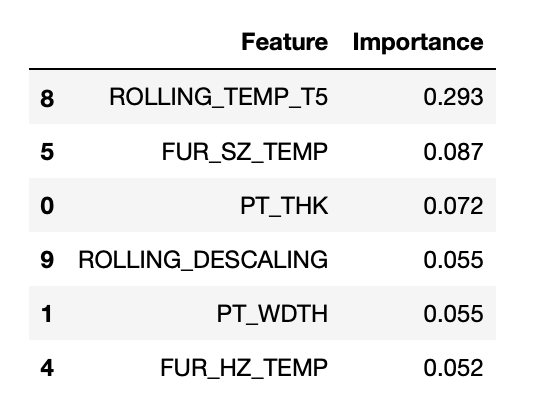 Feature Importance
8 ROLLING_TEMP_T5 0.293
5 FUR_SZ_TEMP 0.087
0 PT_THK 0.072
9 ROLLING_DESCALING 0.055
1 PT_WDTH 0.055
4 FUR_HZ_TEMP 0.052